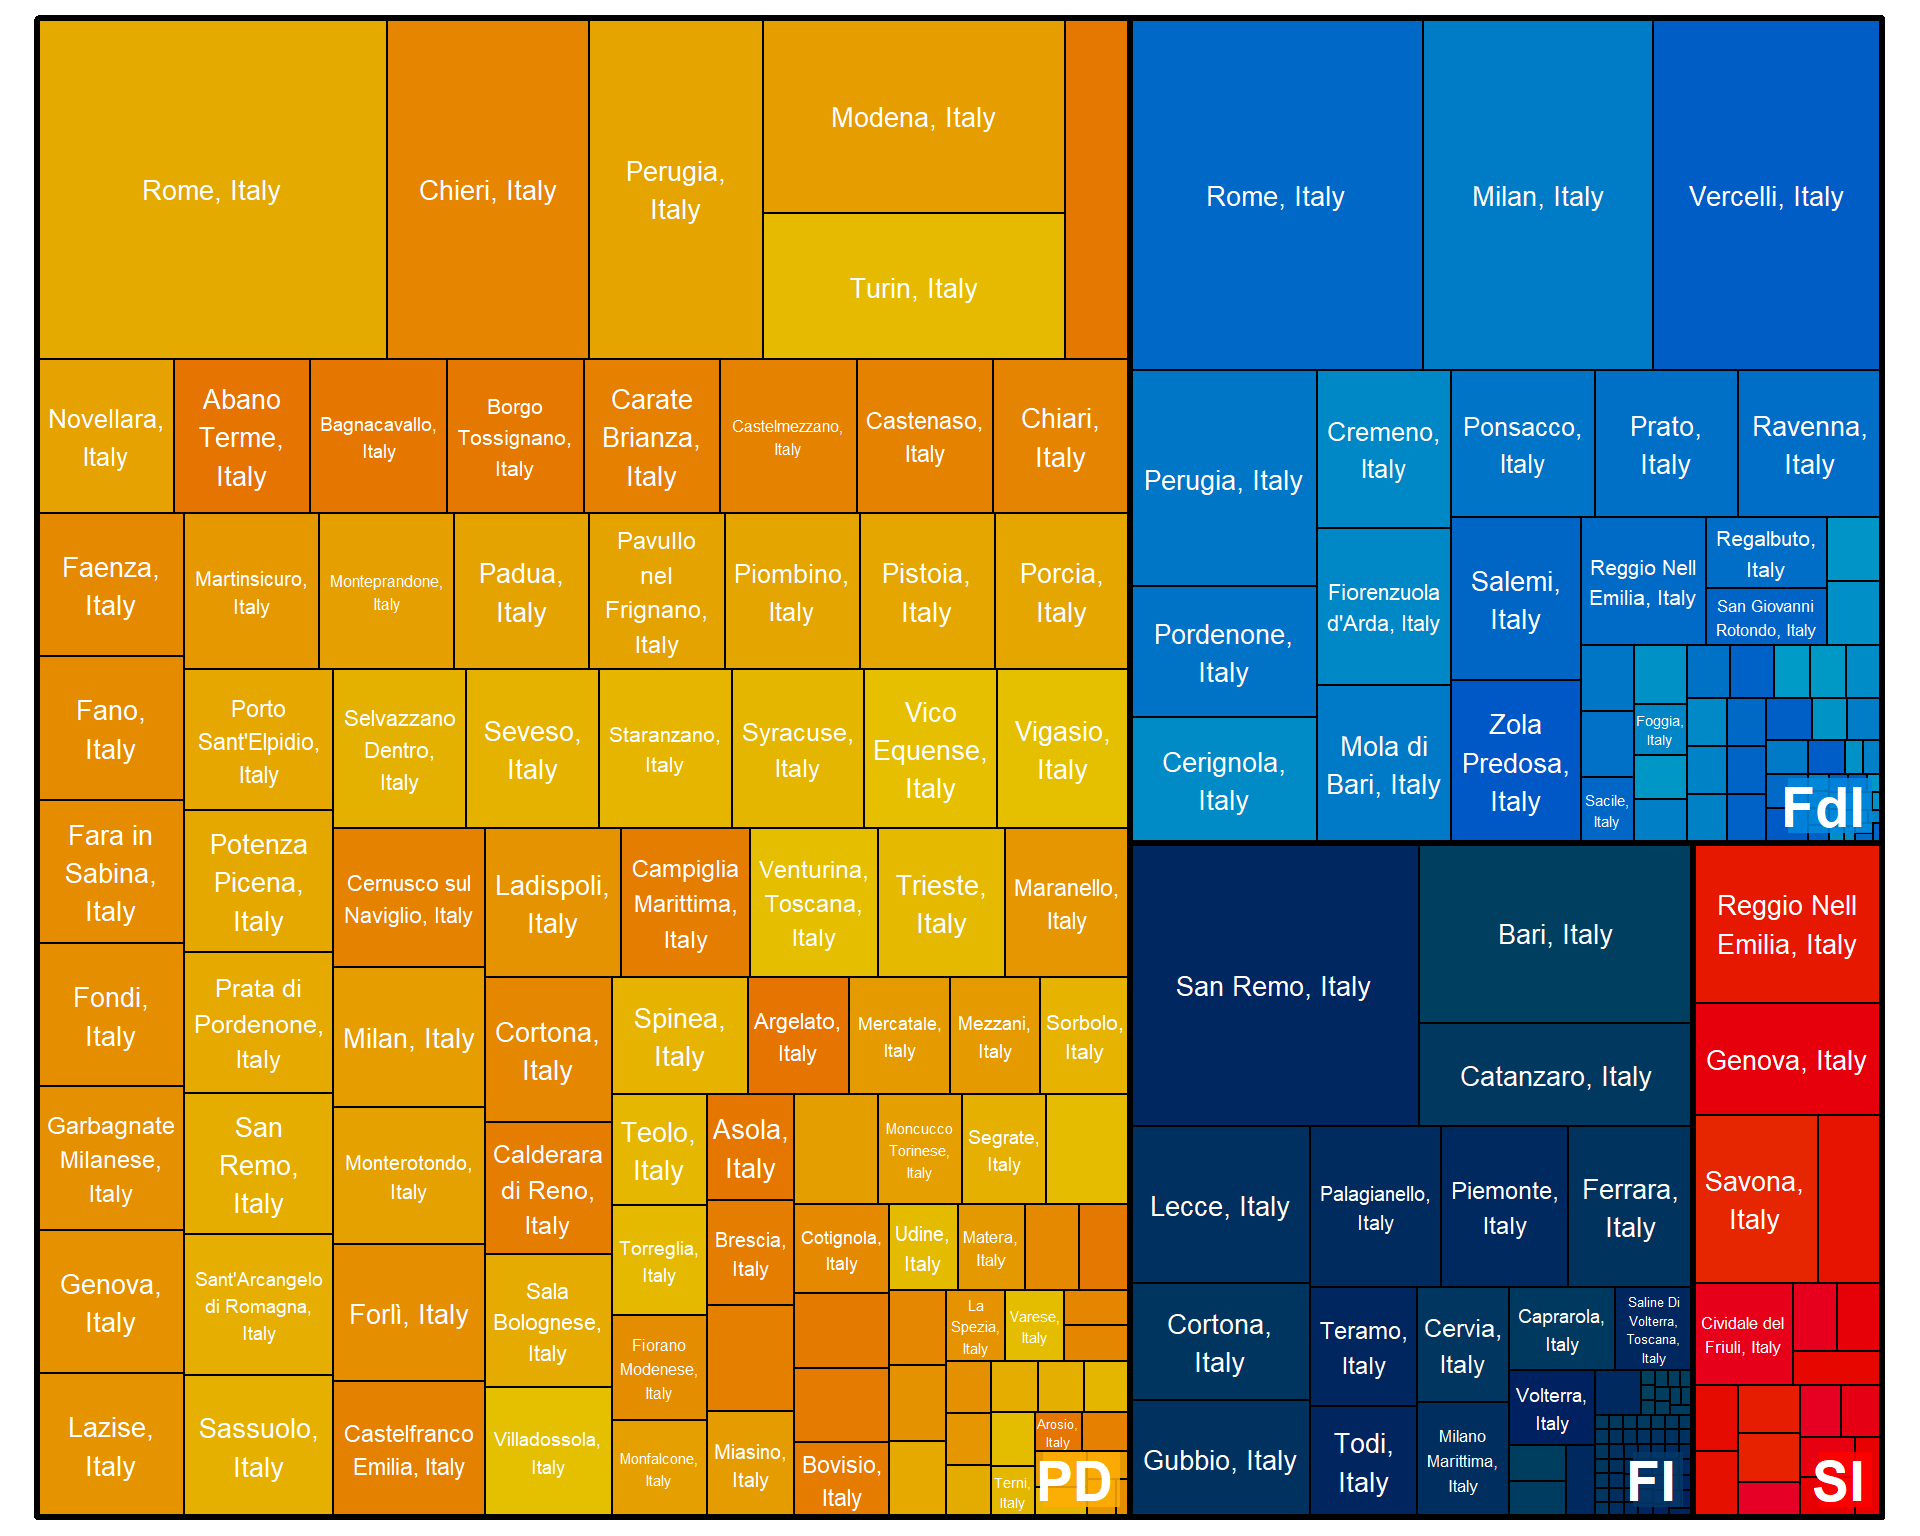 Rome, Italy
Chieri, Italy
Perugia,
Italy
Modena, Italy
Turin, Italy
Novellara,
Italy
Abano
Terme,
Italy
Bagnacavallo,
Italy
Borgo
Tossignano,
Italy
Carate
Brianza,
Italy
Castelmezzano,
Italy
Castenaso,
Italy
Chiari,
Italy
Faenza,
Italy
Martinsicuro,
Italy
Monteprandone,
Italy
Padua,
Italy
Pavullo
nel
Frignano,
Italy
Piombino,
Italy
Pistoia,
Italy
Porcia,
Italy
Fano,
Italy
Porto
Sant'Elpidio,
Italy
Selvazzano
Dentro,
Italy
Seveso,
Italy
Staranzano,
Italy
Syracuse,
Italy
Vico
Equense,
Italy
Vigasio,
Italy
Fara in
Sabina,
Italy
Potenza
Picena,
Italy
Cernusco sul
Naviglio, Italy
Ladispoli,
Italy
Campiglia
Marittima,
Italy
Venturina,
Toscana,
Italy
Trieste,
Italy
Maranello,
Italy
Fondi,
Italy
Prata di
Pordenone,
Italy
Milan, Italy
Cortona,
Italy
Spinea,
Italy
Argelato,
Italy
Mercatale,
Italy
Mezzani,
Italy
Sorbolo,
Italy
Garbagnate
Milanese,
Italy
San
Remo,
Italy
Monterotondo,
Italy
Calderara
di Reno,
Italy
Teolo,
Italy
Asola,
Italy
Moncucco
Torinese,
Italy
Segrate,
Italy
Genova,
Italy
Sant'Arcangelo
di Romagna,
Italy
Forlì, Italy
Sala
Bolognese,
Italy
Torreglia,
Italy
Brescia,
Italy
Cotignola,
Italy
Udine,
Italy
Matera,
Italy
Fiorano
Modenese,
Italy
La
Spezia,
Italy
Varese,
Italy
Lazise,
Italy
Sassuolo,
Italy
Castelfranco
Emilia, Italy
Villadossola,
Italy
Monfalcone,
Italy
Miasino,
Italy
Bovisio,
Italy
Arosio,
Italy
Terni,
Italy
PD
Rome, Italy
Milan, Italy
Vercelli, Italy
Perugia, Italy
Cremeno,
Italy
Ponsacco,
Italy
Prato,
Italy
Ravenna,
Italy
Pordenone,
Italy
Fiorenzuola
d'Arda, Italy
Salemi,
Italy
Reggio Nell
Emilia, Italy
Regalbuto,
Italy
San Giovanni
Rotondo, Italy
Cerignola,
Italy
Mola di
Bari, Italy
Zola
Predosa,
Italy
Foggia,
Italy
Sacile,
Italy
FdI
San Remo, Italy
Bari, Italy
Catanzaro, Italy
Lecce, Italy
Palagianello,
Italy
Piemonte,
Italy
Ferrara,
Italy
Cortona,
Italy
Teramo,
Italy
Cervia,
Italy
Caprarola,
Italy
Saline Di
Volterra,
Toscana,
Italy
Gubbio, Italy
Todi,
Italy
Milano
Marittima,
Italy
Volterra,
Italy
FI
Reggio Nell
Emilia, Italy
Genova, Italy
Savona,
Italy
Cividale del
Friuli, Italy
SI